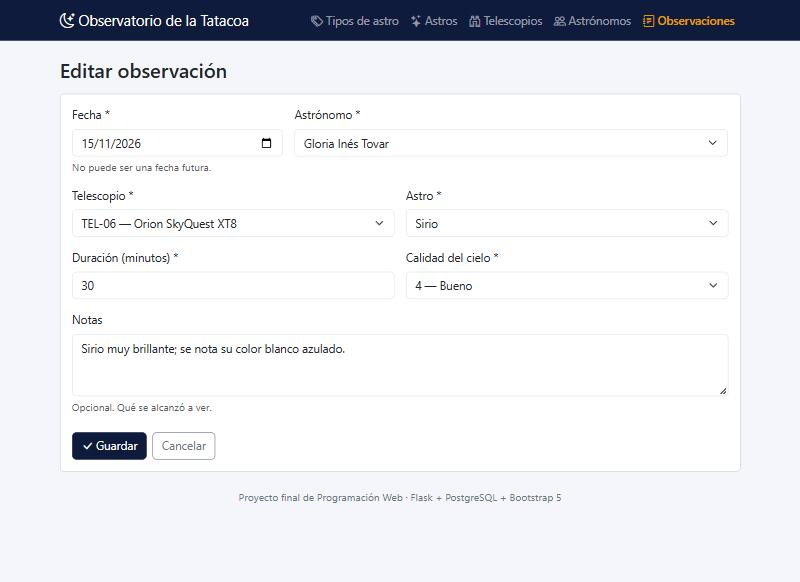 Observatorio de la Tatacoa Tipos de astro Astros Telescopios Astrónomos Observaciones
Editar observación
Fecha * Astrónomo *
15/11/2026 Gloria Inés Tovar
No puede ser una fecha futura.
Telescopio * Astro *
TEL-06 — Orion SkyQuest XT8 Sirio
Duración (minutos) * Calidad del cielo *
30 4 — Bueno
Notas
Sirio muy brillante; se nota su color blanco azulado.
Opcional. Qué se alcanzó a ver.
Guardar Cancelar
Proyecto final de Programación Web · Flask + PostgreSQL + Bootstrap 5